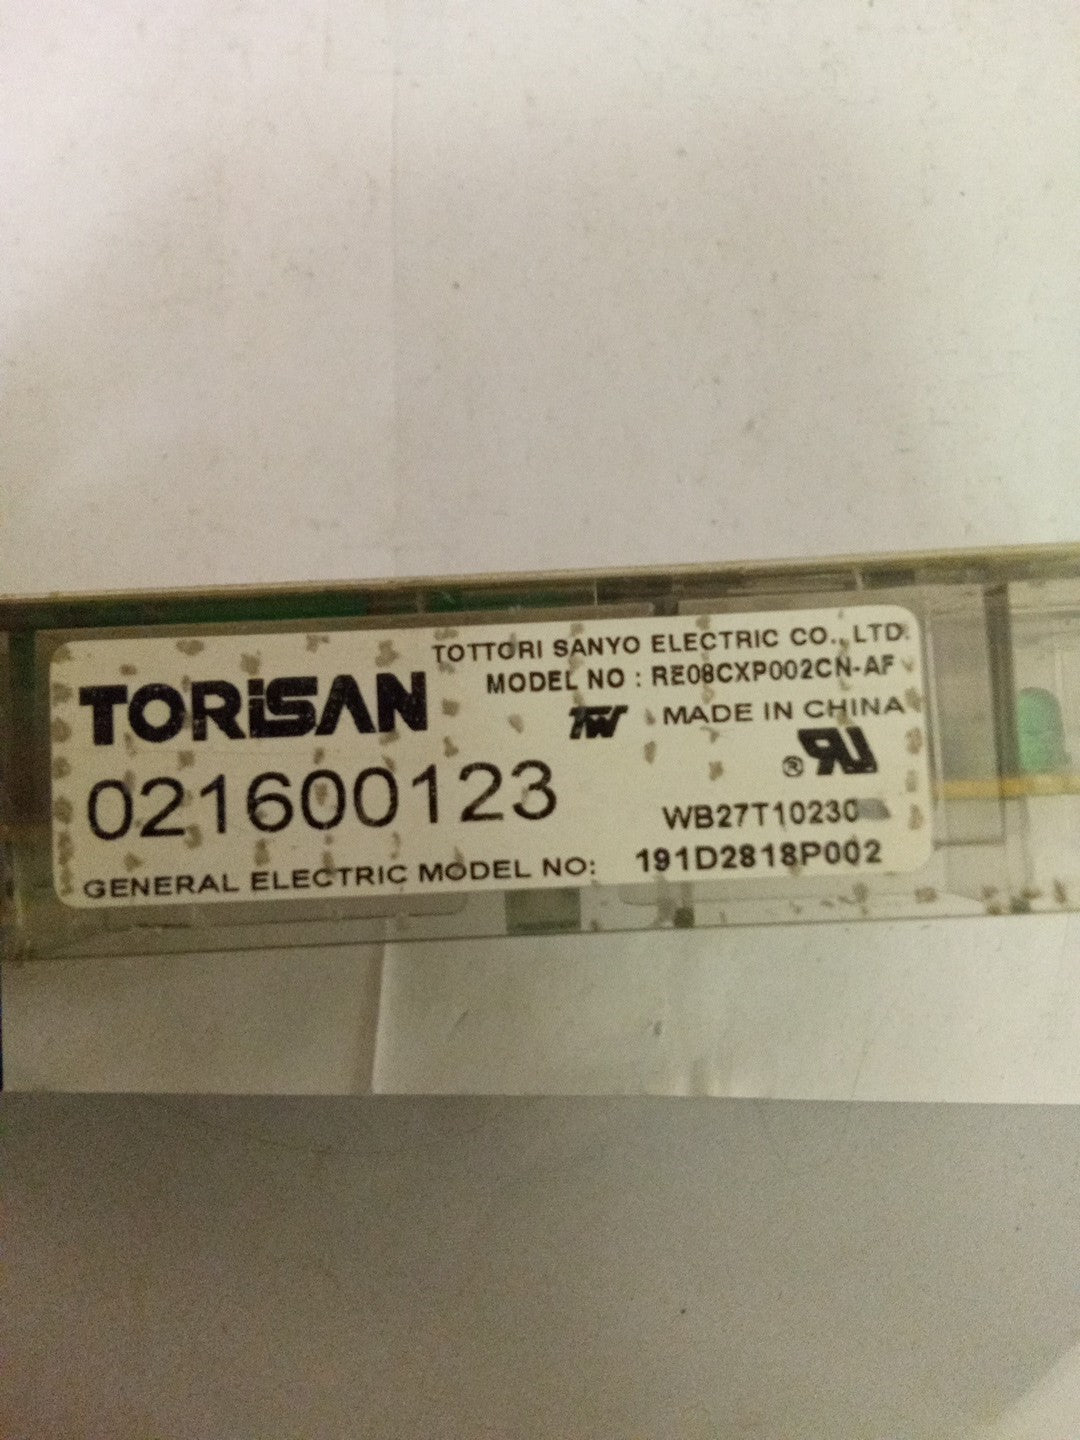 TOTTORI SANYO ELECTRIC CO., LTD.
MODEL NO : RE08CXP002CN-AF
TORiSAN
MADE IN CHINA
021600123
WB27T10230
GENERAL ELECTRIC MODEL NO: 191D2818P002